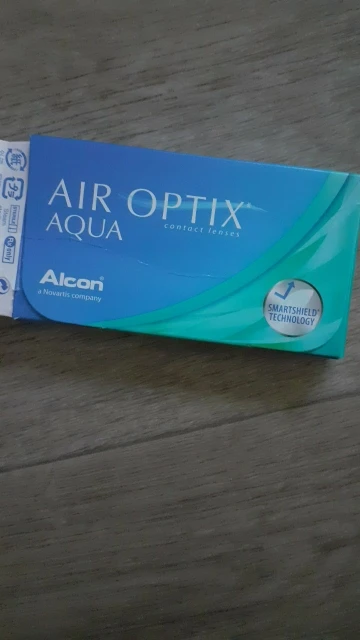 AIR OPTIX®
AQUA
contact lenses
Alcon®
a Novartis company
SMARTSHIELD®
TECHNOLOGY